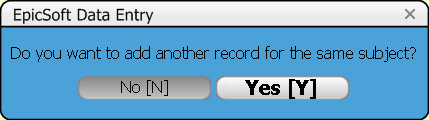 EpicSoft Data Entry
Do you want to add another record for the same subject?
No [N] Yes [Y]